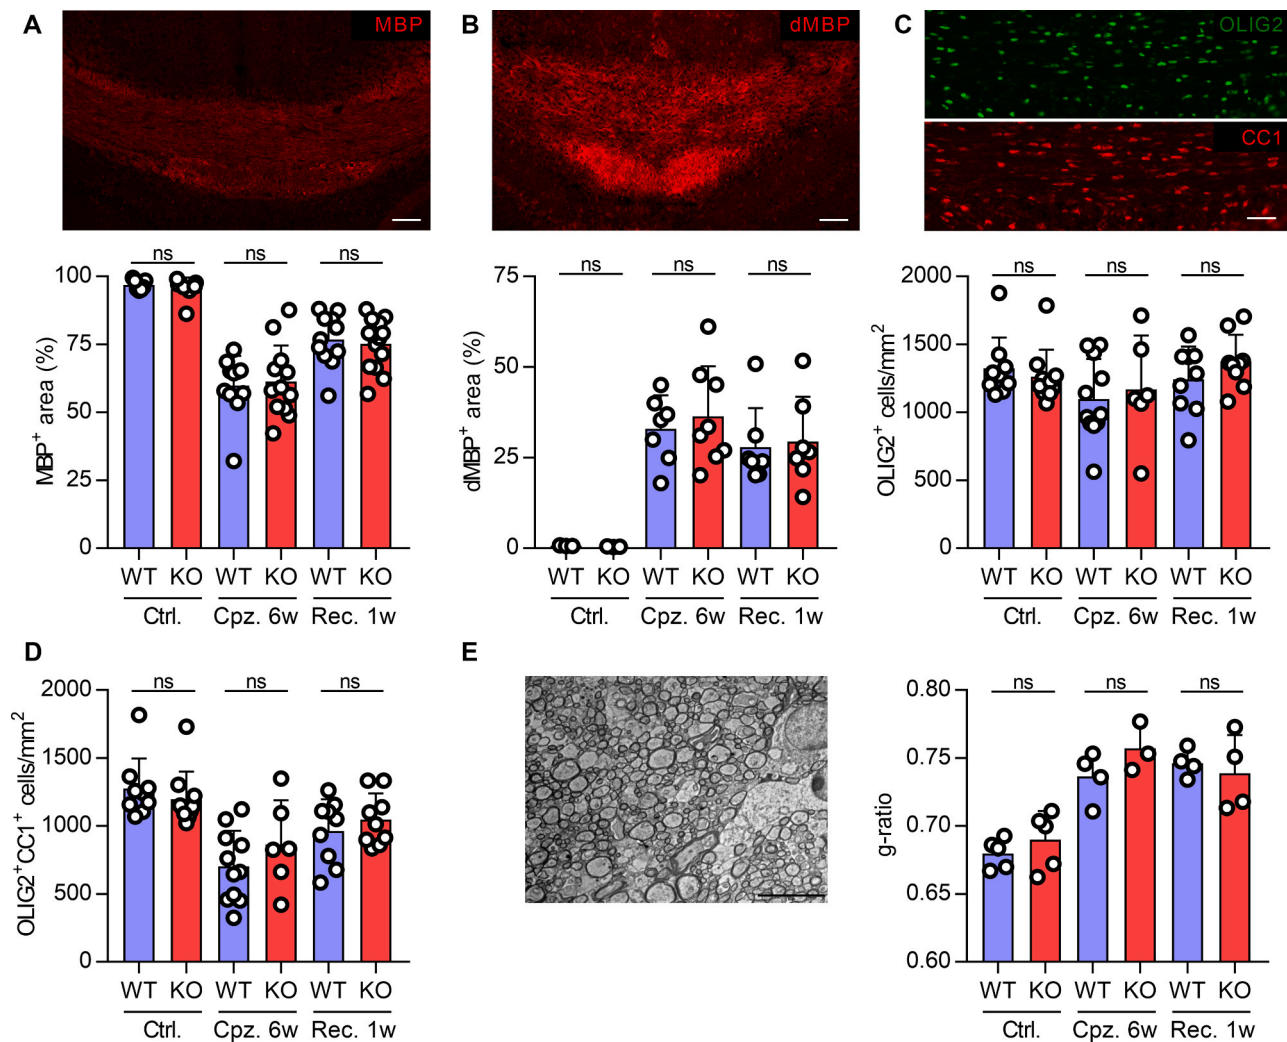 A
MBP
B
dMBP
C
OLIG2
CC1
MBP⁺ area (%)
100
75
50
25
0
ns
ns
ns
WT KO WT KO WT KO
Ctrl. Cpz. 6w Rec. 1w
dMBP⁺ area (%)
75
50
25
0
ns
ns
ns
WT KO WT KO WT KO
Ctrl. Cpz. 6w Rec. 1w
OLIG2⁺ cells/mm²
2000
1500
1000
500
0
ns
ns
ns
WT KO WT KO WT KO
Ctrl. Cpz. 6w Rec. 1w
D
OLIG2⁺CC1⁺ cells/mm²
2000
1500
1000
500
0
ns
ns
ns
WT KO WT KO WT KO
Ctrl. Cpz. 6w Rec. 1w
E
g-ratio
0.80
0.75
0.70
0.65
0.60
ns
ns
ns
WT KO WT KO WT KO
Ctrl. Cpz. 6w Rec. 1w